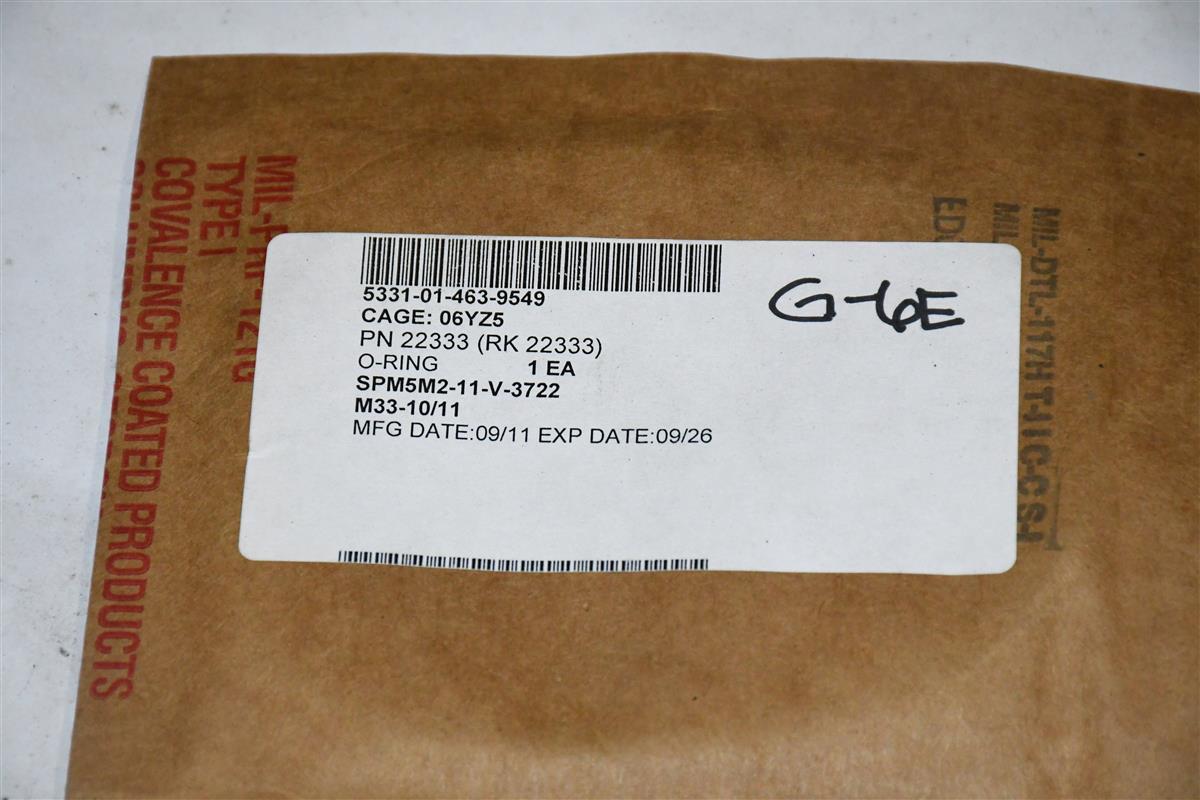 5331-01-463-9549
CAGE: 06YZ5
PN 22333 (RK 22333)
O-RING 1 EA
SPM5M2-11-V-3722
M33-10/11
MFG DATE:09/11 EXP DATE:09/26
G-6E
TYPE I
COVALENCE COATED PRODUCTS
MIL-DTL-117H T-I I C-C S-1